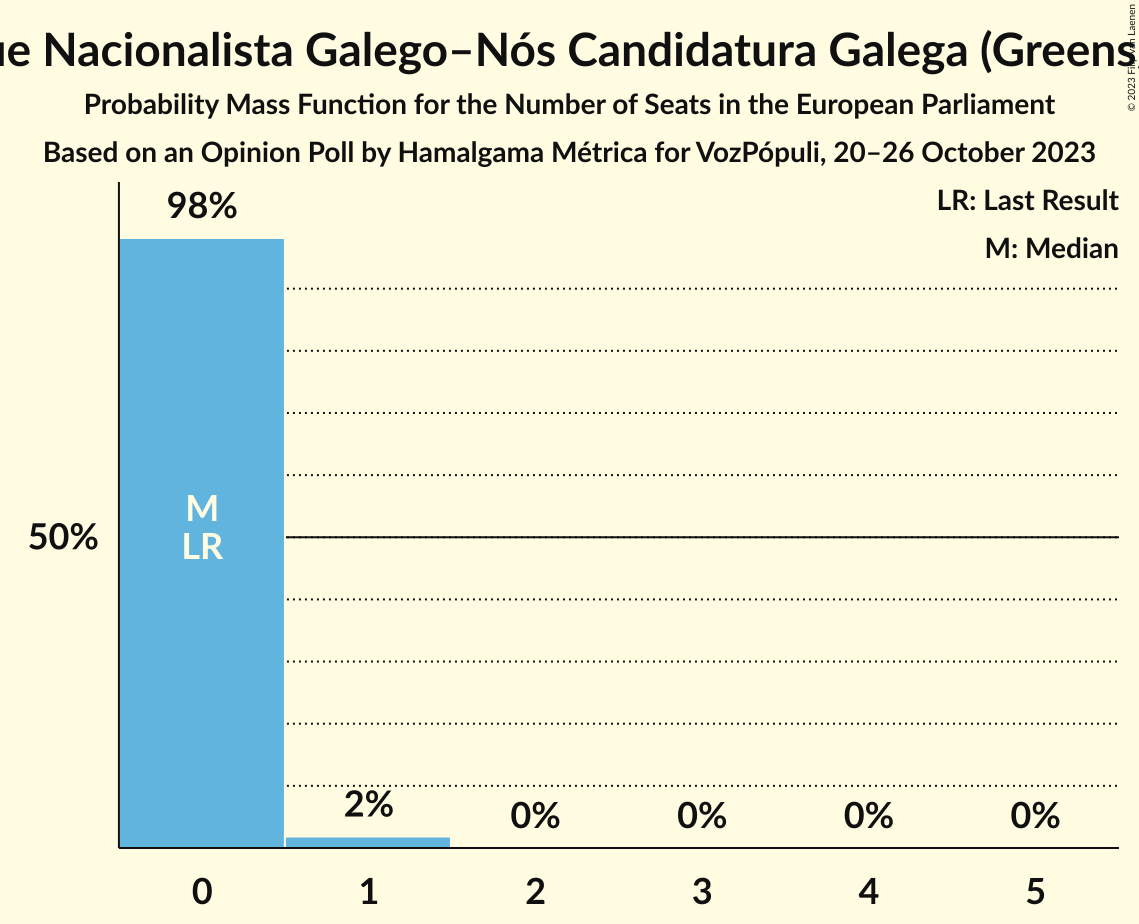 ue Nacionalista Galego–Nós Candidatura Galega (Greens
© 2023 Filip van Laenen
Probability Mass Function for the Number of Seats in the European Parliament
Based on an Opinion Poll by Hamalgama Métrica for VozPópuli, 20–26 October 2023
LR: Last Result
M: Median
98%
M
LR
50%
2%
0%
0%
0%
0%
0
1
2
3
4
5